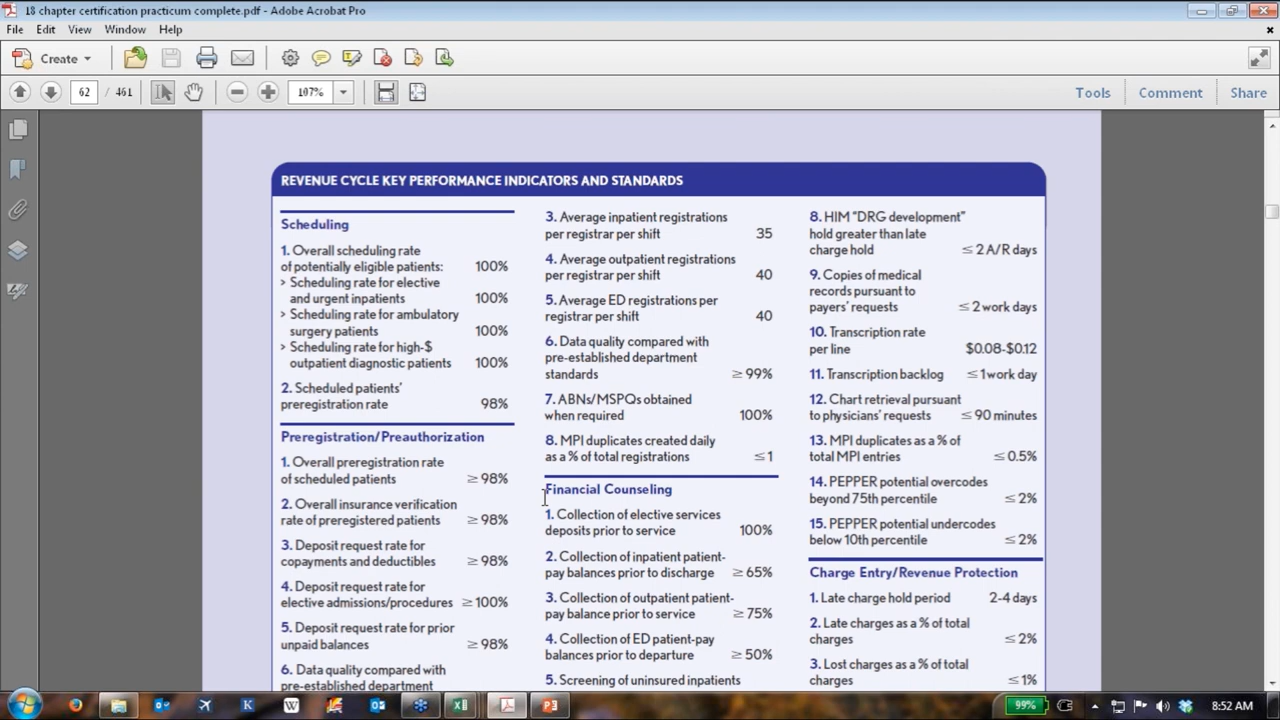 18 chapter certification practicum complete.pdf - Adobe Acrobat Pro
File Edit View Window Help
Create
62 / 461 107% Tools Comment Share
REVENUE CYCLE KEY PERFORMANCE INDICATORS AND STANDARDS
Scheduling
1. Overall scheduling rate
of potentially eligible patients: 100%
> Scheduling rate for elective
and urgent inpatients 100%
> Scheduling rate for ambulatory
surgery patients 100%
> Scheduling rate for high-$
outpatient diagnostic patients 100%
2. Scheduled patients'
preregistration rate 98%
Preregistration/Preauthorization
1. Overall preregistration rate
of scheduled patients ≥ 98%
2. Overall insurance verification
rate of preregistered patients ≥ 98%
3. Deposit request rate for
copayments and deductibles ≥ 98%
4. Deposit request rate for
elective admissions/procedures ≥ 100%
5. Deposit request rate for prior
unpaid balances ≥ 98%
6. Data quality compared with
pre-established department
3. Average inpatient registrations
per registrar per shift 35
4. Average outpatient registrations
per registrar per shift 40
5. Average ED registrations per
registrar per shift 40
6. Data quality compared with
pre-established department
standards ≥ 99%
7. ABNs/MSPQs obtained
when required 100%
8. MPI duplicates created daily
as a % of total registrations ≤ 1
Financial Counseling
1. Collection of elective services
deposits prior to service 100%
2. Collection of inpatient patient-
pay balances prior to discharge ≥ 65%
3. Collection of outpatient patient-
pay balance prior to service ≥ 75%
4. Collection of ED patient-pay
balances prior to departure ≥ 50%
5. Screening of uninsured inpatients
8. HIM "DRG development"
hold greater than late
charge hold ≤ 2 A/R days
9. Copies of medical
records pursuant to
payers' requests ≤ 2 work days
10. Transcription rate
per line $0.08-$0.12
11. Transcription backlog ≤ 1 work day
12. Chart retrieval pursuant
to physicians' requests ≤ 90 minutes
13. MPI duplicates as a % of
total MPI entries ≤ 0.5%
14. PEPPER potential overcodes
beyond 75th percentile ≤ 2%
15. PEPPER potential undercodes
below 10th percentile ≤ 2%
Charge Entry/Revenue Protection
1. Late charge hold period 2-4 days
2. Late charges as a % of total
charges ≤ 2%
3. Lost charges as a % of total
charges ≤ 1%
99% 8:52 AM